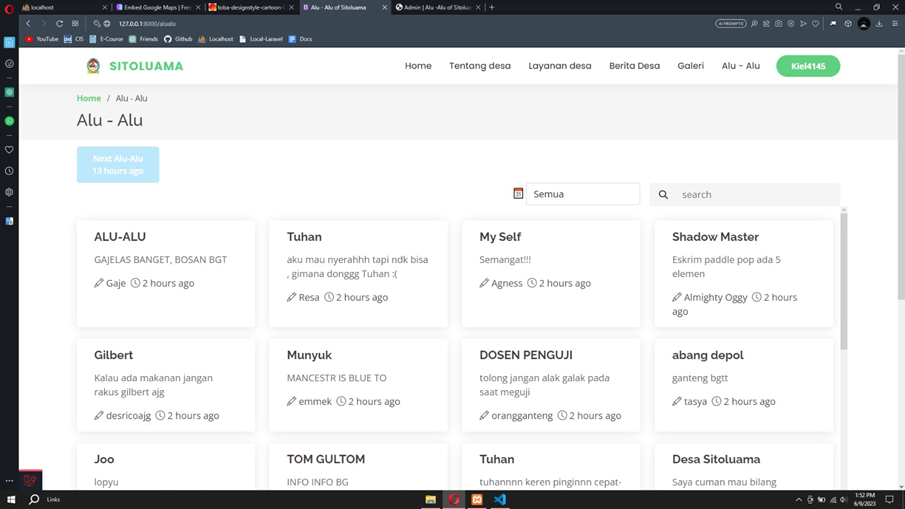 localhost
Embed Google Maps | Free
toba-designstyle-cartoon-i
Alu - Alu of Sitoluama
Admin | Alu -Alu of Sitoluam
127.0.0.1:8000/alualu
AI PROMPTS
YouTube
CIS
E-Course
Friends
Github
Localhost
Local-Laravel
Docs
SITOLUAMA
Home
Tentang desa
Layanan desa
Berita Desa
Galeri
Alu - Alu
Kiel4145
Home / Alu - Alu
Alu - Alu
Next Alu-Alu
13 hours ago
Semua
search
ALU-ALU
GAJELAS BANGET, BOSAN BGT
Gaje 2 hours ago
Tuhan
aku mau nyerahhh tapi ndk bisa
, gimana donggg Tuhan :(
Resa 2 hours ago
My Self
Semangat!!!
Agness 2 hours ago
Shadow Master
Eskrim paddle pop ada 5
elemen
Almighty Oggy 2 hours
ago
Gilbert
Kalau ada makanan jangan
rakus gilbert ajg
desricoajg 2 hours ago
Munyuk
MANCESTR IS BLUE TO
emmek 2 hours ago
DOSEN PENGUJI
tolong jangan alak galak pada
saat meguji
orangganteng 2 hours ago
abang depol
ganteng bgtt
tasya 2 hours ago
Joo
lopyu
TOM GULTOM
INFO INFO BG
Tuhan
tuhannnn keren pinginnn cepat-
Desa Sitoluama
Saya cuman mau bilang
Links
1:52 PM
6/9/2023